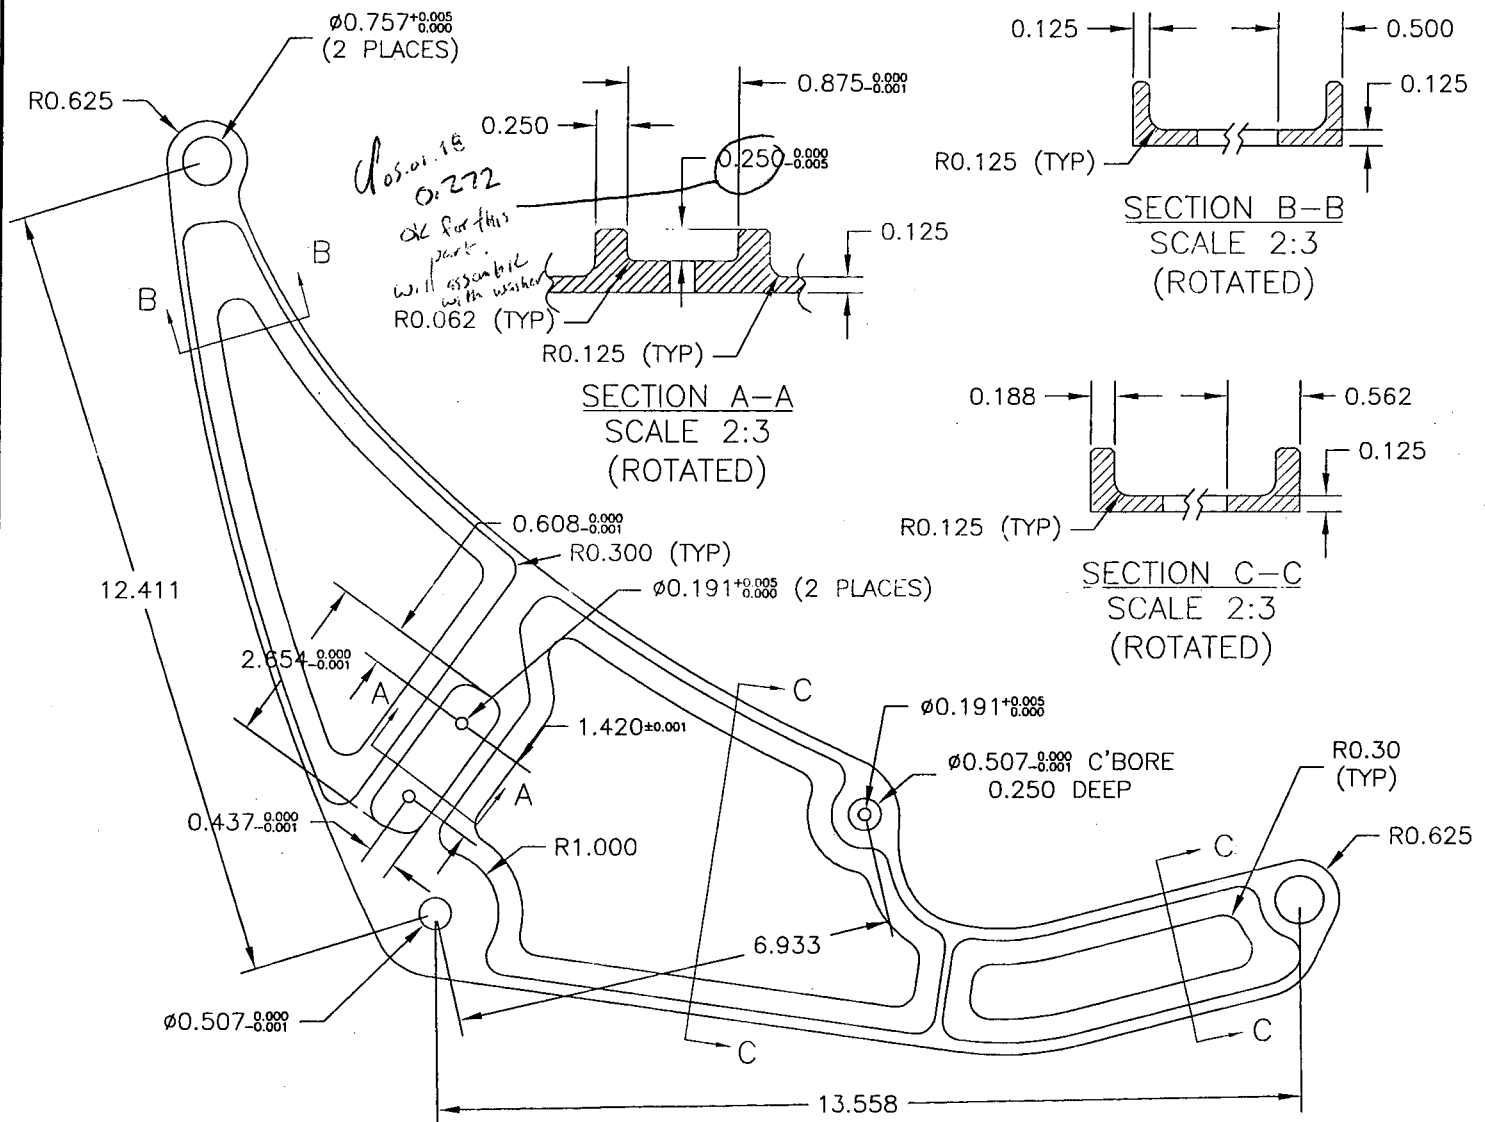 ø0.757+0.005 0.000
(2 PLACES)
R0.625
0.250
0.875 0.000 -0.001
0.250 0.000 -0.005
0.125
05.01.18
0.272
OK for this
part.
will assemble
with washer
R0.062 (TYP)
R0.125 (TYP)
SECTION A-A
SCALE 2:3
(ROTATED)
0.125
0.500
0.125
R0.125 (TYP)
SECTION B-B
SCALE 2:3
(ROTATED)
0.188
0.562
0.125
R0.125 (TYP)
SECTION C-C
SCALE 2:3
(ROTATED)
B
B
12.411
0.608 0.000 -0.001
R0.300 (TYP)
ø0.191+0.005 0.000 (2 PLACES)
2.654 0.000 -0.001
A
A
1.420±0.001
0.437 0.000 -0.001
R1.000
C
C
ø0.191+0.005 0.000
ø0.507 0.000 -0.001 C'BORE
0.250 DEEP
R0.30
(TYP)
R0.625
C
C
6.933
ø0.507 0.000 -0.001
13.558